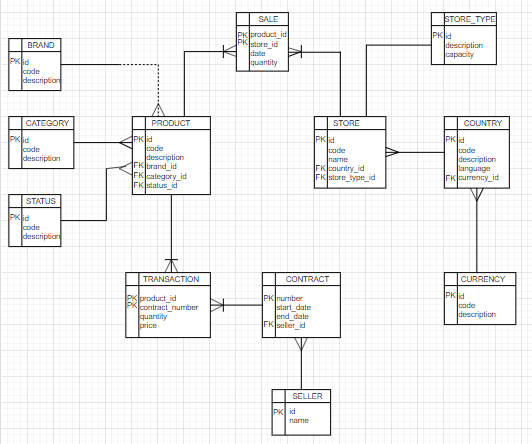 SALE
PK product_id
PK store_id
date
quantity
STORE_TYPE
PK id
description
capacity
BRAND
PK id
code
description
CATEGORY
PK id
code
description
PRODUCT
PK id
code
description
FK brand_id
FK category_id
FK status_id
STORE
PK id
code
name
FK country_id
FK store_type_id
COUNTRY
PK id
code
description
language
FK currency_id
STATUS
PK id
code
description
TRANSACTION
PK product_id
PK contract_number
quantity
price
CONTRACT
PK number
start_date
end_date
FK seller_id
CURRENCY
PK id
code
description
SELLER
PK id
name